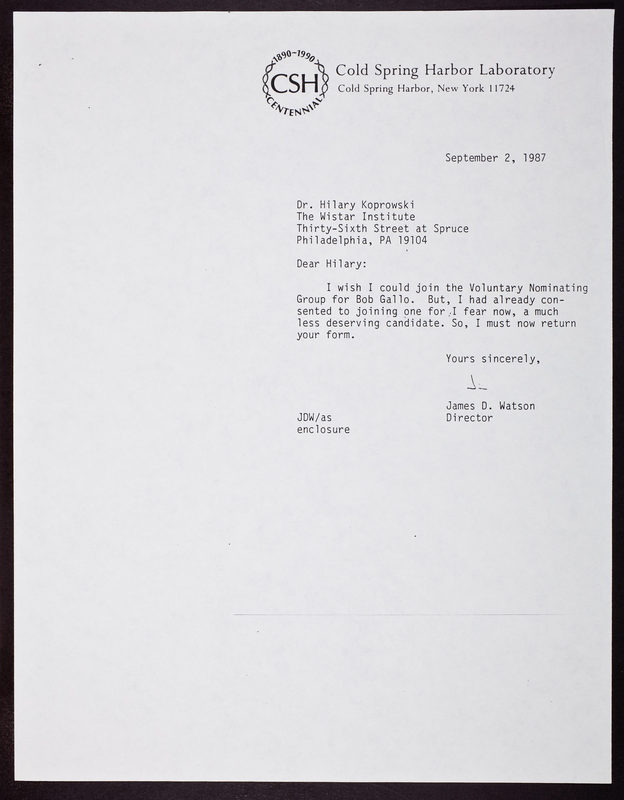 1890-1990
CSH
CENTENNIAL
Cold Spring Harbor Laboratory
Cold Spring Harbor, New York 11724
September 2, 1987
Dr. Hilary Koprowski
The Wistar Institute
Thirty-Sixth Street at Spruce
Philadelphia, PA 19104
Dear Hilary:
I wish I could join the Voluntary Nominating
Group for Bob Gallo. But, I had already con-
sented to joining one for,I fear now, a much
less deserving candidate. So, I must now return
your form.
Yours sincerely,
James D. Watson
Director
JDW/as
enclosure